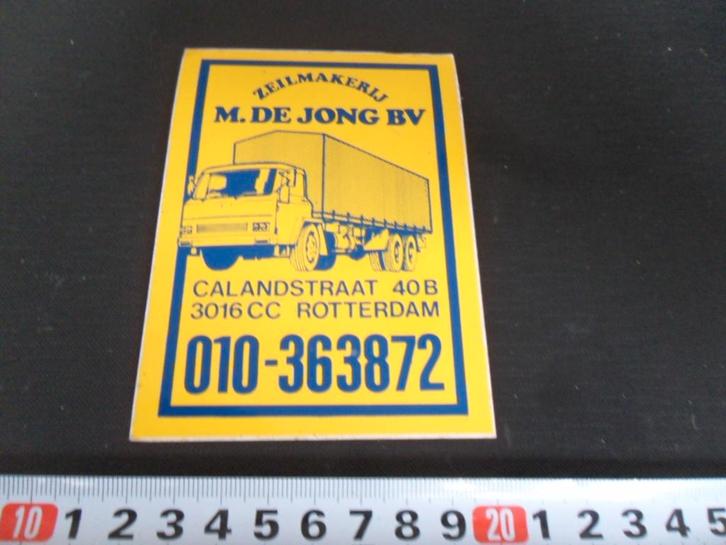 ZEILMAKERIJ
M. DE JONG BV
CALANDSTRAAT 40B
3016 CC ROTTERDAM
010-363872
10 1 2 3 4 5 6 7 8 9 20 1 2 3 4 5